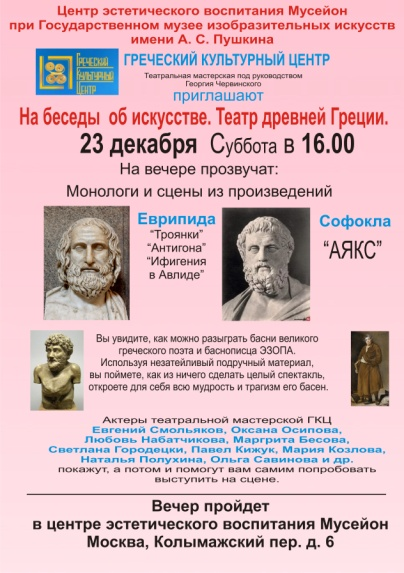 Центр эстетического воспитания Мусейон
при Государственном музее изобразительных искусств
имени А. С. Пушкина
ГРЕЧЕСКИЙ
КУЛЬТУРНЫЙ
ЦЕНТР
ГРЕЧЕСКИЙ КУЛЬТУРНЫЙ ЦЕНТР
Театральная мастерская под руководством
Георгия Червинского
приглашают
На беседы об искусстве. Театр древней Греции.
23 декабря Суббота в 16.00
На вечере прозвучат:
Монологи и сцены из произведений
Еврипида
“Троянки”
“Антигона”
“Ифигения
в Авлиде”
Софокла
“АЯКС”
Вы увидите, как можно разыграть басни великого
греческого поэта и баснописца ЭЗОПА.
Используя незатейливый подручный материал,
вы поймете, как из ничего сделать целый спектакль,
откроете для себя всю мудрость и трагизм его басен.
Актеры театральной мастерской ГКЦ
Евгений Смольяков, Оксана Осипова,
Любовь Набатчикова, Маргрита Бесова,
Светлана Городецки, Павел Кижук, Мария Козлова,
Наталья Полухина, Ольга Савинова и др.
покажут, а потом и помогут вам самим попробовать
выступить на сцене.
Вечер пройдет
в центре эстетического воспитания Мусейон
Москва, Колымажский пер. д. 6